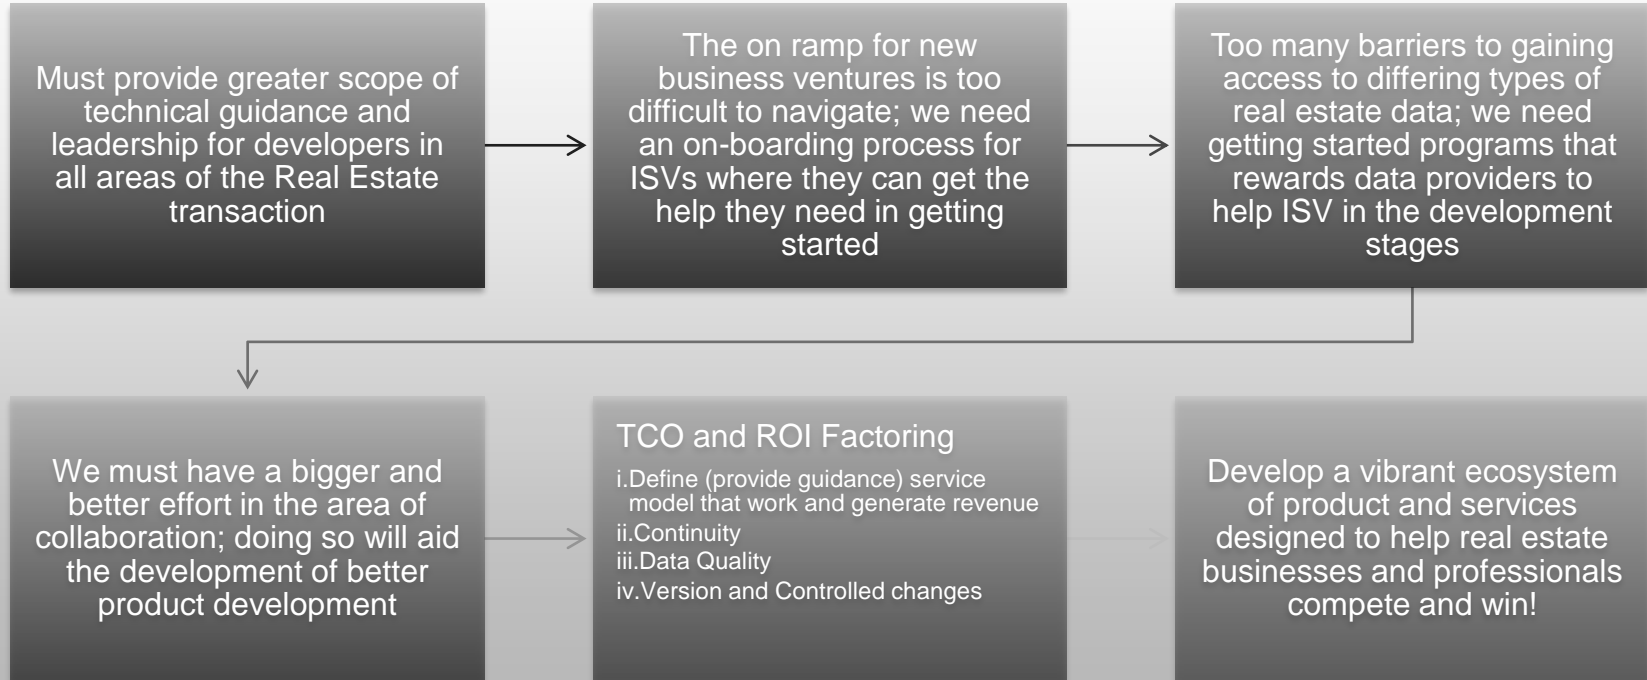 Must provide greater scope of
technical guidance and
leadership for developers in
all areas of the Real Estate
transaction
The on ramp for new
business ventures is too
difficult to navigate; we need
an on-boarding process for
ISVs where they can get the
help they need in getting
started
Too many barriers to gaining
access to differing types of
real estate data; we need
getting started programs that
rewards data providers to
help ISV in the development
stages
We must have a bigger and
better effort in the area of
collaboration; doing so will aid
the development of better
product development
TCO and ROI Factoring
i.Define (provide guidance) service
model that work and generate revenue
ii.Continuity
iii.Data Quality
iv.Version and Controlled changes
Develop a vibrant ecosystem
of product and services
designed to help real estate
businesses and professionals
compete and win!